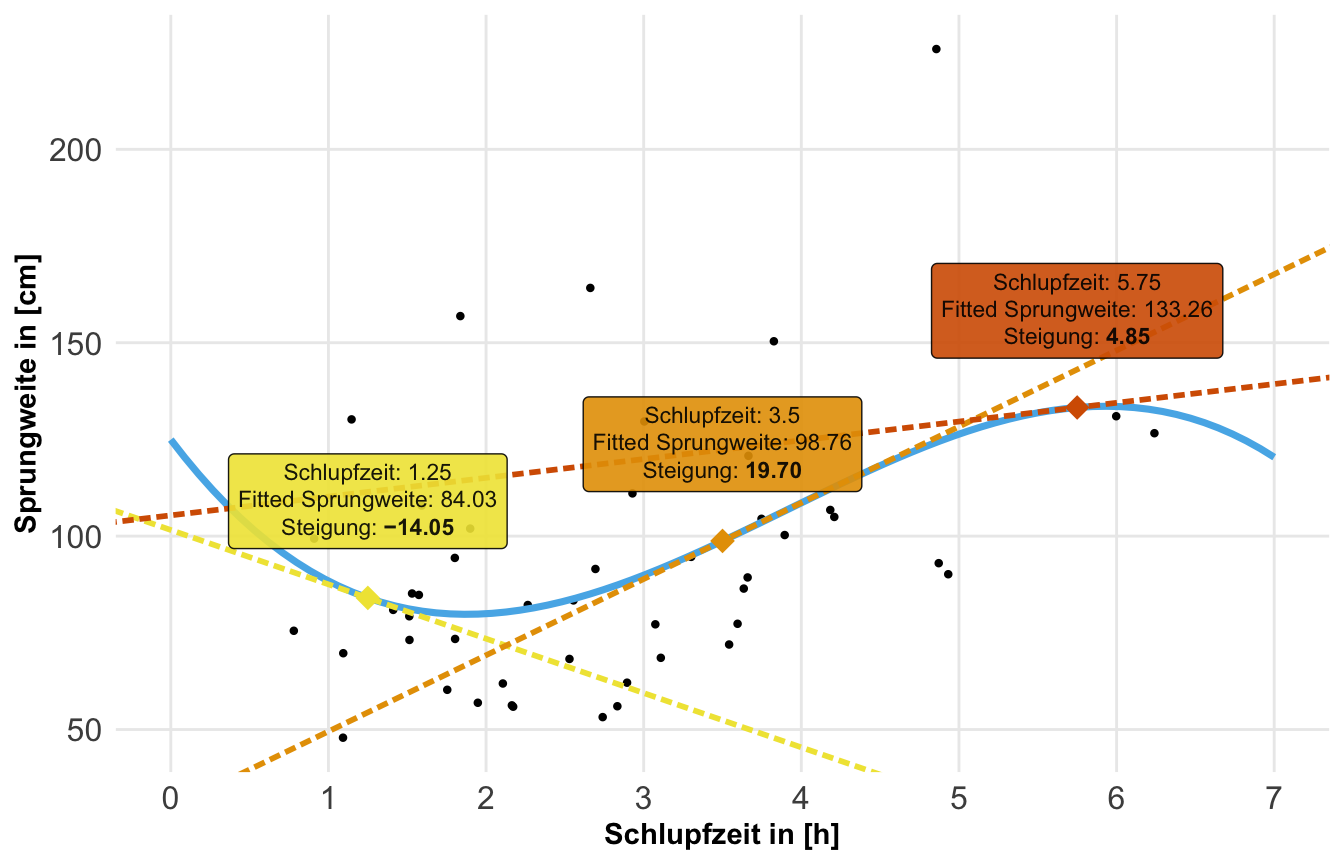 Sprungweite in [cm]
200
150
100
50
Schlupfzeit: 5.75
Fitted Sprungweite: 133.26
Steigung: 4.85
Schlupfzeit: 3.5
Fitted Sprungweite: 98.76
Steigung: 19.70
Schlupfzeit: 1.25
Fitted Sprungweite: 84.03
Steigung: −14.05
0 1 2 3 4 5 6 7
Schlupfzeit in [h]